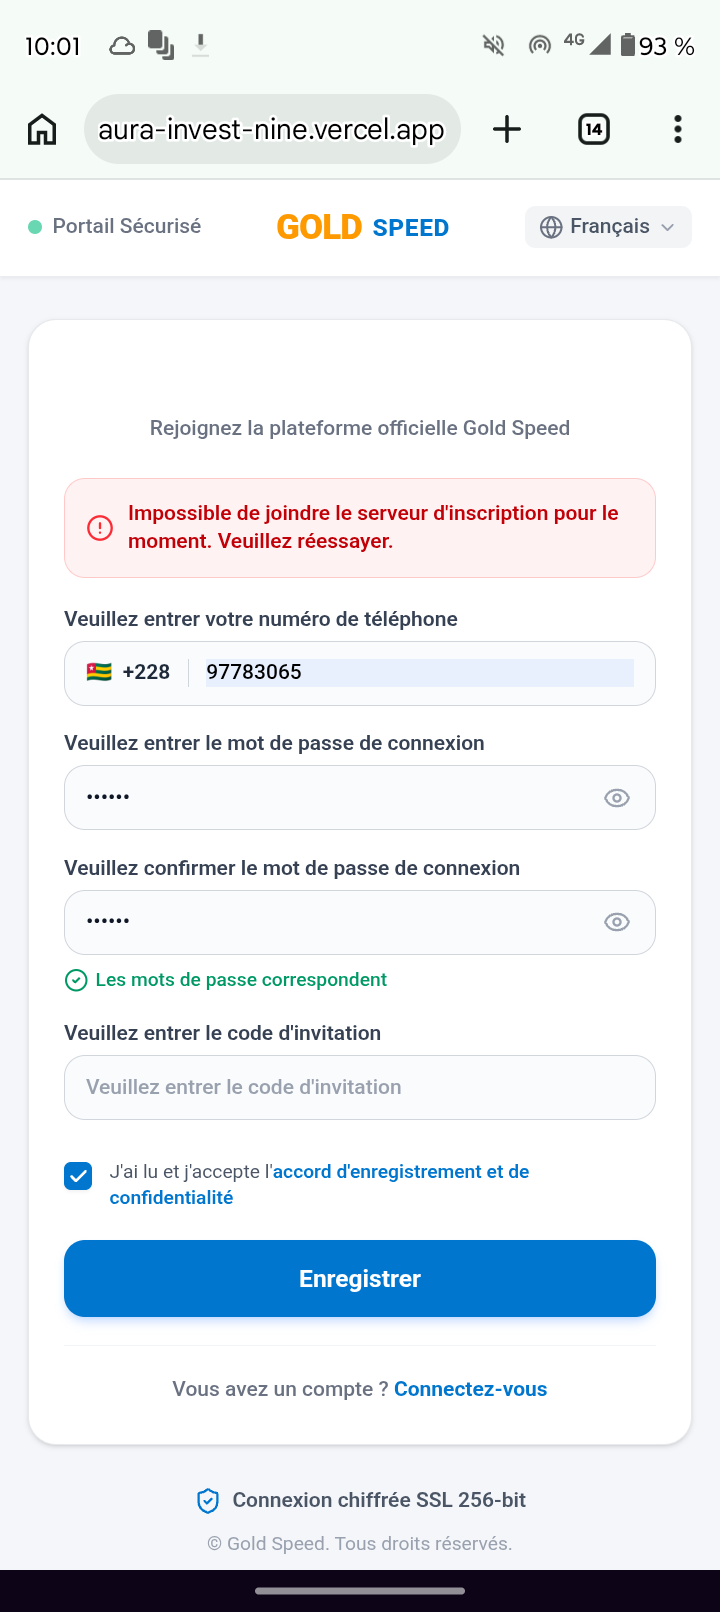 10:01
4G
93 %
aura-invest-nine.vercel.app
14
Portail Sécurisé
GOLD SPEED
Français
Rejoignez la plateforme officielle Gold Speed
Impossible de joindre le serveur d'inscription pour le
moment. Veuillez réessayer.
Veuillez entrer votre numéro de téléphone
+228
97783065
Veuillez entrer le mot de passe de connexion
••••••
Veuillez confirmer le mot de passe de connexion
••••••
Les mots de passe correspondent
Veuillez entrer le code d'invitation
Veuillez entrer le code d'invitation
J'ai lu et j'accepte l'accord d'enregistrement et de
confidentialité
Enregistrer
Vous avez un compte ? Connectez-vous
Connexion chiffrée SSL 256-bit
© Gold Speed. Tous droits réservés.